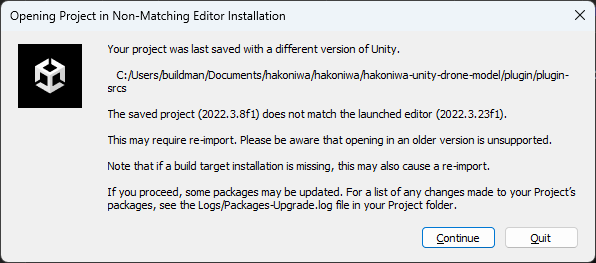 Opening Project in Non-Matching Editor Installation
Your project was last saved with a different version of Unity.
C:/Users/buildman/Documents/hakoniwa/hakoniwa/hakoniwa-unity-drone-model/plugin/plugin-
srcs
The saved project (2022.3.8f1) does not match the launched editor (2022.3.23f1).
This may require re-import. Please be aware that opening in an older version is unsupported.
Note that if a build target installation is missing, this may also cause a re-import.
If you proceed, some packages may be updated. For a list of any changes made to your Project's
packages, see the Logs/Packages-Upgrade.log file in your Project folder.
Continue Quit